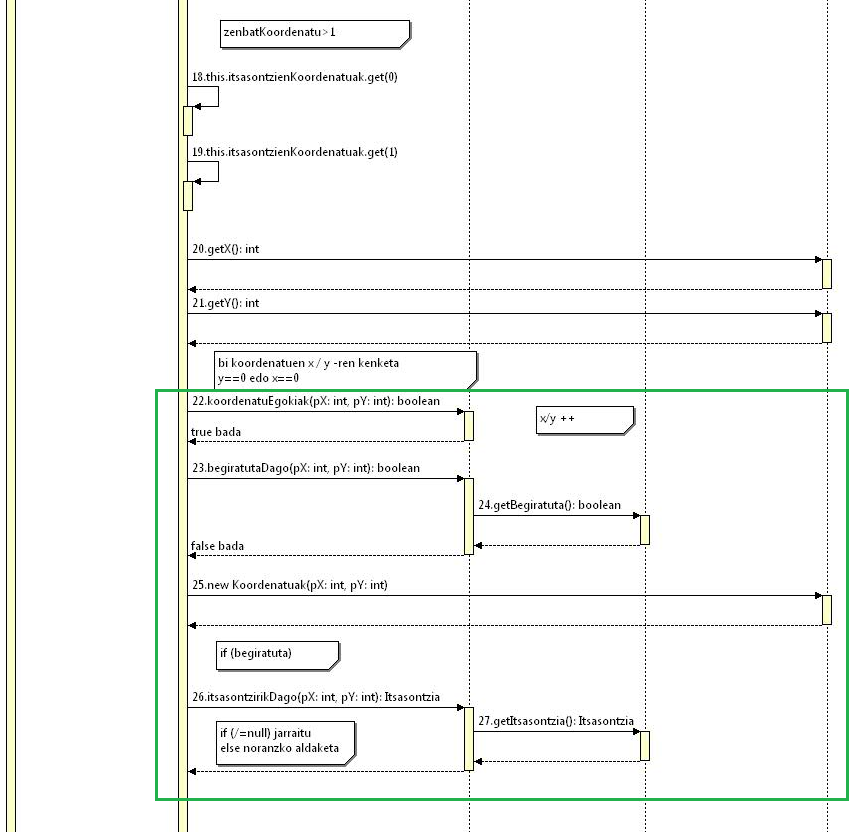 zenbatKoordenatu>1
18.this.itsasontzienKoordenatuak.get(0)
19.this.itsasontzienKoordenatuak.get(1)
20.getX(): int
21.getY(): int
bi koordenatuen x / y -ren kenketa
y==0 edo x==0
22.koordenatuEgokiak(pX: int, pY: int): boolean
x/y ++
true bada
23.begiratutaDago(pX: int, pY: int): boolean
24.getBegiratuta(): boolean
false bada
25.new Koordenatuak(pX: int, pY: int)
if (begiratuta)
26.itsasontzirikDago(pX: int, pY: int): Itsasontzia
27.getItsasontzia(): Itsasontzia
if (/=null) jarraitu
else noranzko aldaketa